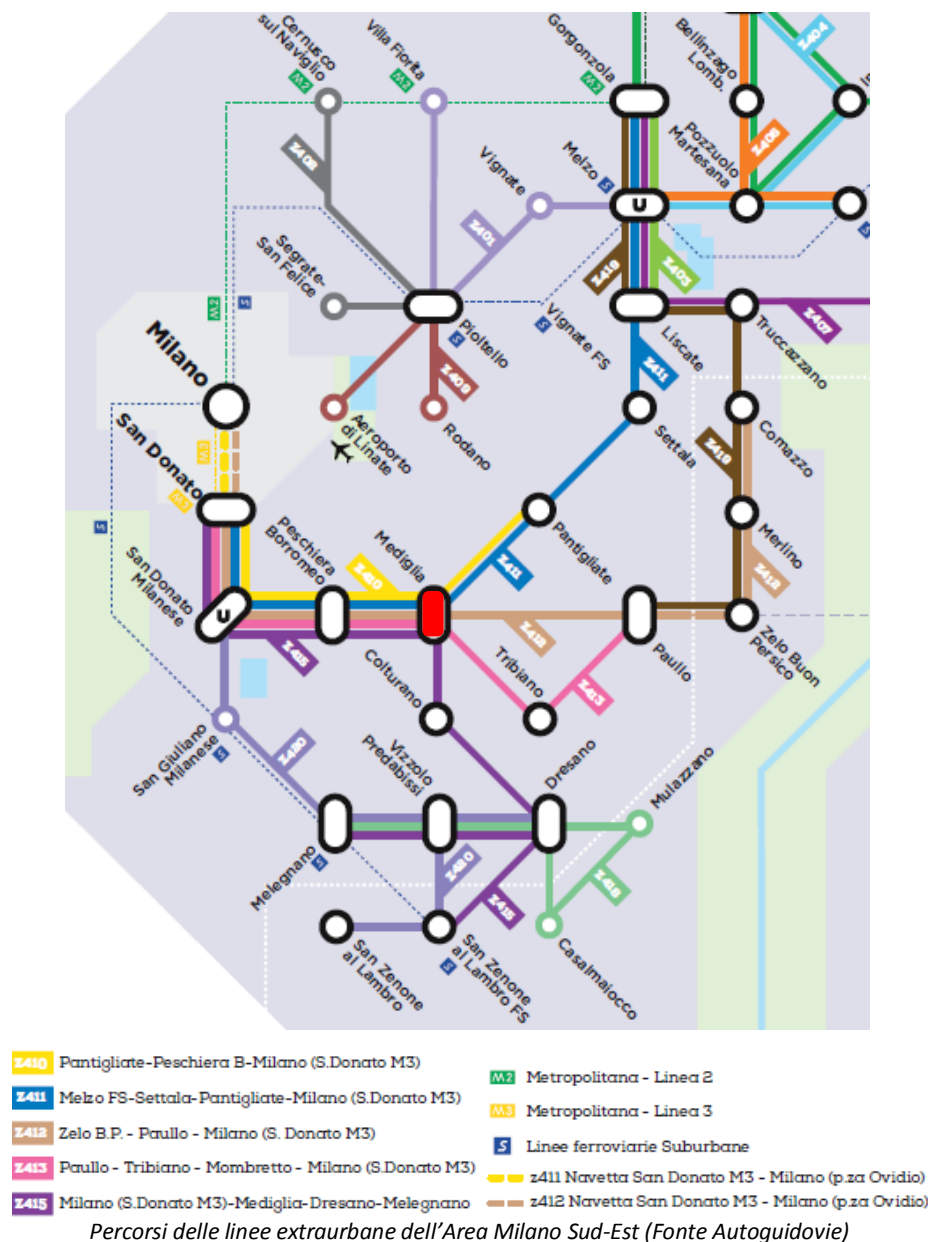 Cernusco
sul Naviglio
M2
Villa Fiorita
M2
Gorgonzola
M2
Bellinzago
Lomb.
Z404
Z408
Vignate
Melzo
S
Pozzuolo
Martesana
Z405
Z401
U
S
Segrate-
San Felice
Z419
Z403
M2
S
Pioltello
S
Vignate FS
S
Liscate
Truccazzano
Z407
Milano
Z409
Z411
Aeroporto
di Linate
Rodano
Settala
Comazzo
San Donato
M3
M3
Z419
S
Peschiera
Borromeo
Mediglia
Pantigliate
Merlino
San Donato
Milanese
Z410
Z411
U
Z412
Z412
Z415
Colturano
Tribiano
Z413
Paullo
Zelo Buon
Persico
San Giuliano
Milanese
S
Z420
Vizzolo
Predabissi
Dresano
Mulazzano
Melegnano
S
Z420
Z415
Z418
San Zenone
al Lambro
San Zenone
al Lambro FS
S
Casalmaiocco
Z410 Pantigliate-Peschiera B-Milano (S.Donato M3)
Z411 Melzo FS-Settala-Pantigliate-Milano (S.Donato M3)
Z412 Zelo B.P. - Paullo - Milano (S. Donato M3)
Z413 Paullo - Tribiano - Mombretto - Milano (S.Donato M3)
Z415 Milano (S.Donato M3)-Mediglia-Dresano-Melegnano
M2 Metropolitana - Linea 2
M3 Metropolitana - Linea 3
S Linee ferroviarie Suburbane
z411 Navetta San Donato M3 - Milano (p.za Ovidio)
z412 Navetta San Donato M3 - Milano (p.za Ovidio)
Percorsi delle linee extraurbane dell'Area Milano Sud-Est (Fonte Autoguidovie)